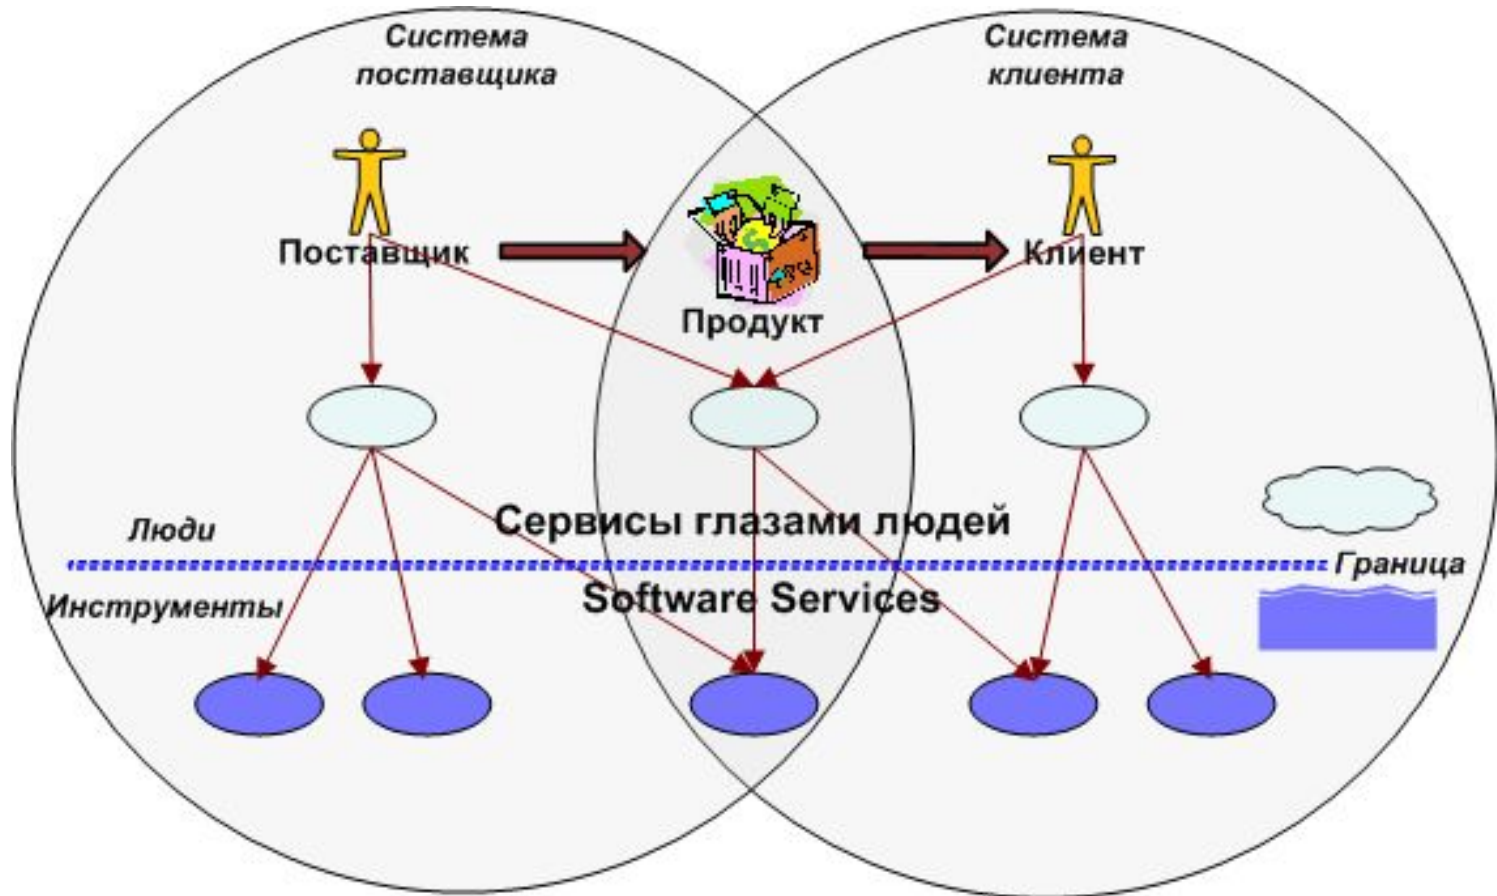 Система
поставщика
Система
клиента
Поставщик
Клиент
Продукт
Сервисы глазами людей
Люди
Граница
Software Services
Инструменты